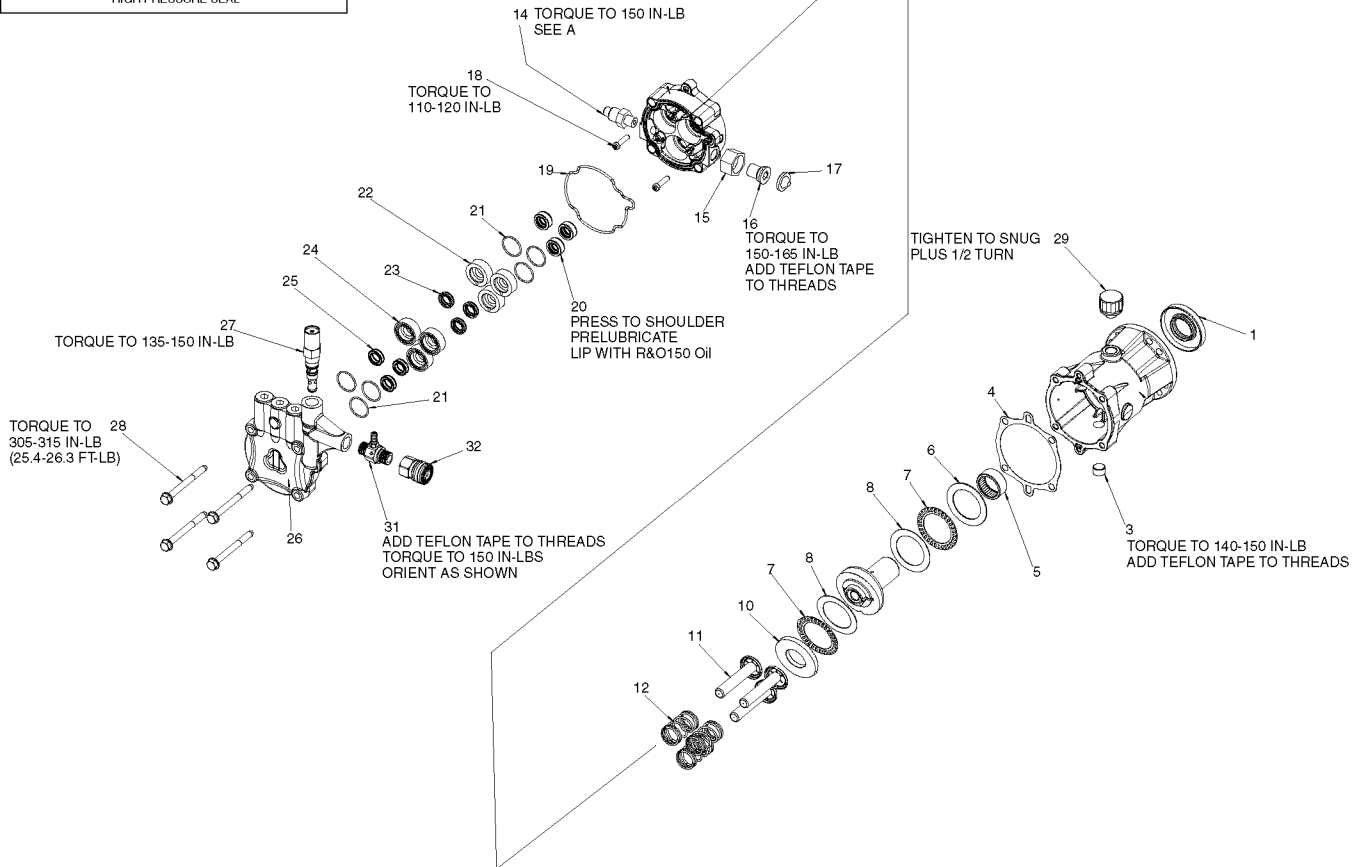 HIGH PRESSURE SEAL
14 TORQUE TO 150 IN-LB
SEE A
18
TORQUE TO
110-120 IN-LB
19
17
22
21
15
16
TORQUE TO
150-165 IN-LB
ADD TEFLON TAPE
TO THREADS
TIGHTEN TO SNUG 29
PLUS 1/2 TURN
24
23
25
20
PRESS TO SHOULDER
PRELUBRICATE
LIP WITH R&O150 Oil
27
TORQUE TO 135-150 IN-LB
1
21
4
TORQUE TO 28
305-315 IN-LB
(25.4-26.3 FT-LB)
32
6
7
8
26
31
ADD TEFLON TAPE TO THREADS
TORQUE TO 150 IN-LBS
ORIENT AS SHOWN
3
TORQUE TO 140-150 IN-LB
ADD TEFLON TAPE TO THREADS
5
8
7
10
11
12